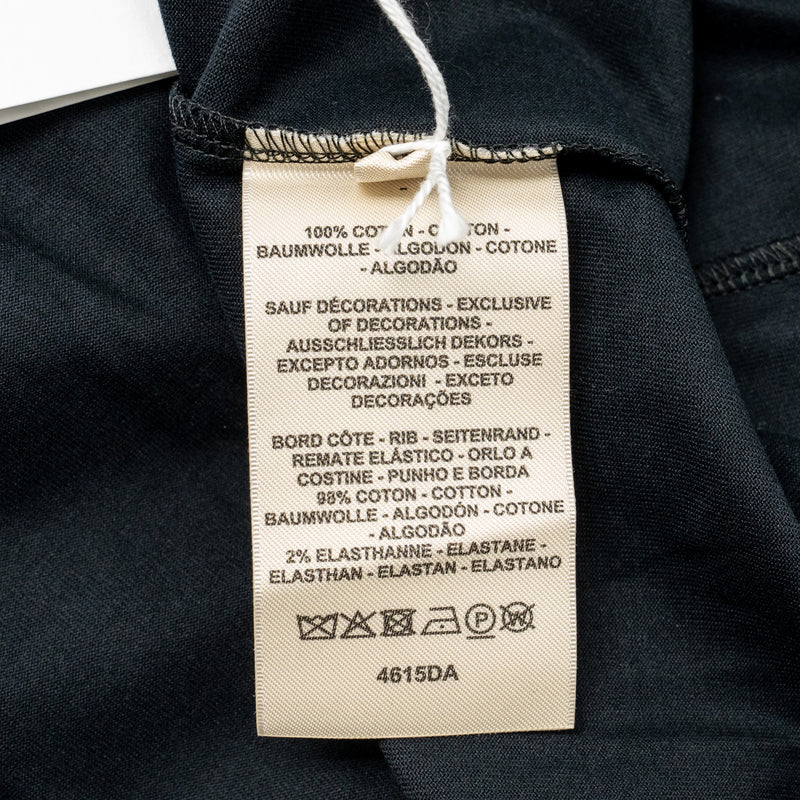 100% COTON - COTTON -
BAUMWOLLE - ALGODÓN - COTONE
- ALGODÃO
SAUF DÉCORATIONS - EXCLUSIVE
OF DECORATIONS -
AUSSCHLIESSLICH DEKORS -
EXCEPTO ADORNOS - ESCLUSE
DECORAZIONI - EXCETO
DECORAÇÕES
BORD CÔTE - RIB - SEITENRAND -
REMATE ELÁSTICO - ORLO A
COSTINE - PUNHO E BORDA
98% COTON - COTTON -
BAUMWOLLE - ALGODÓN - COTONE
- ALGODÃO
2% ELASTHANNE - ELASTANE -
ELASTHAN - ELASTAN - ELASTANO
P W
4615DA